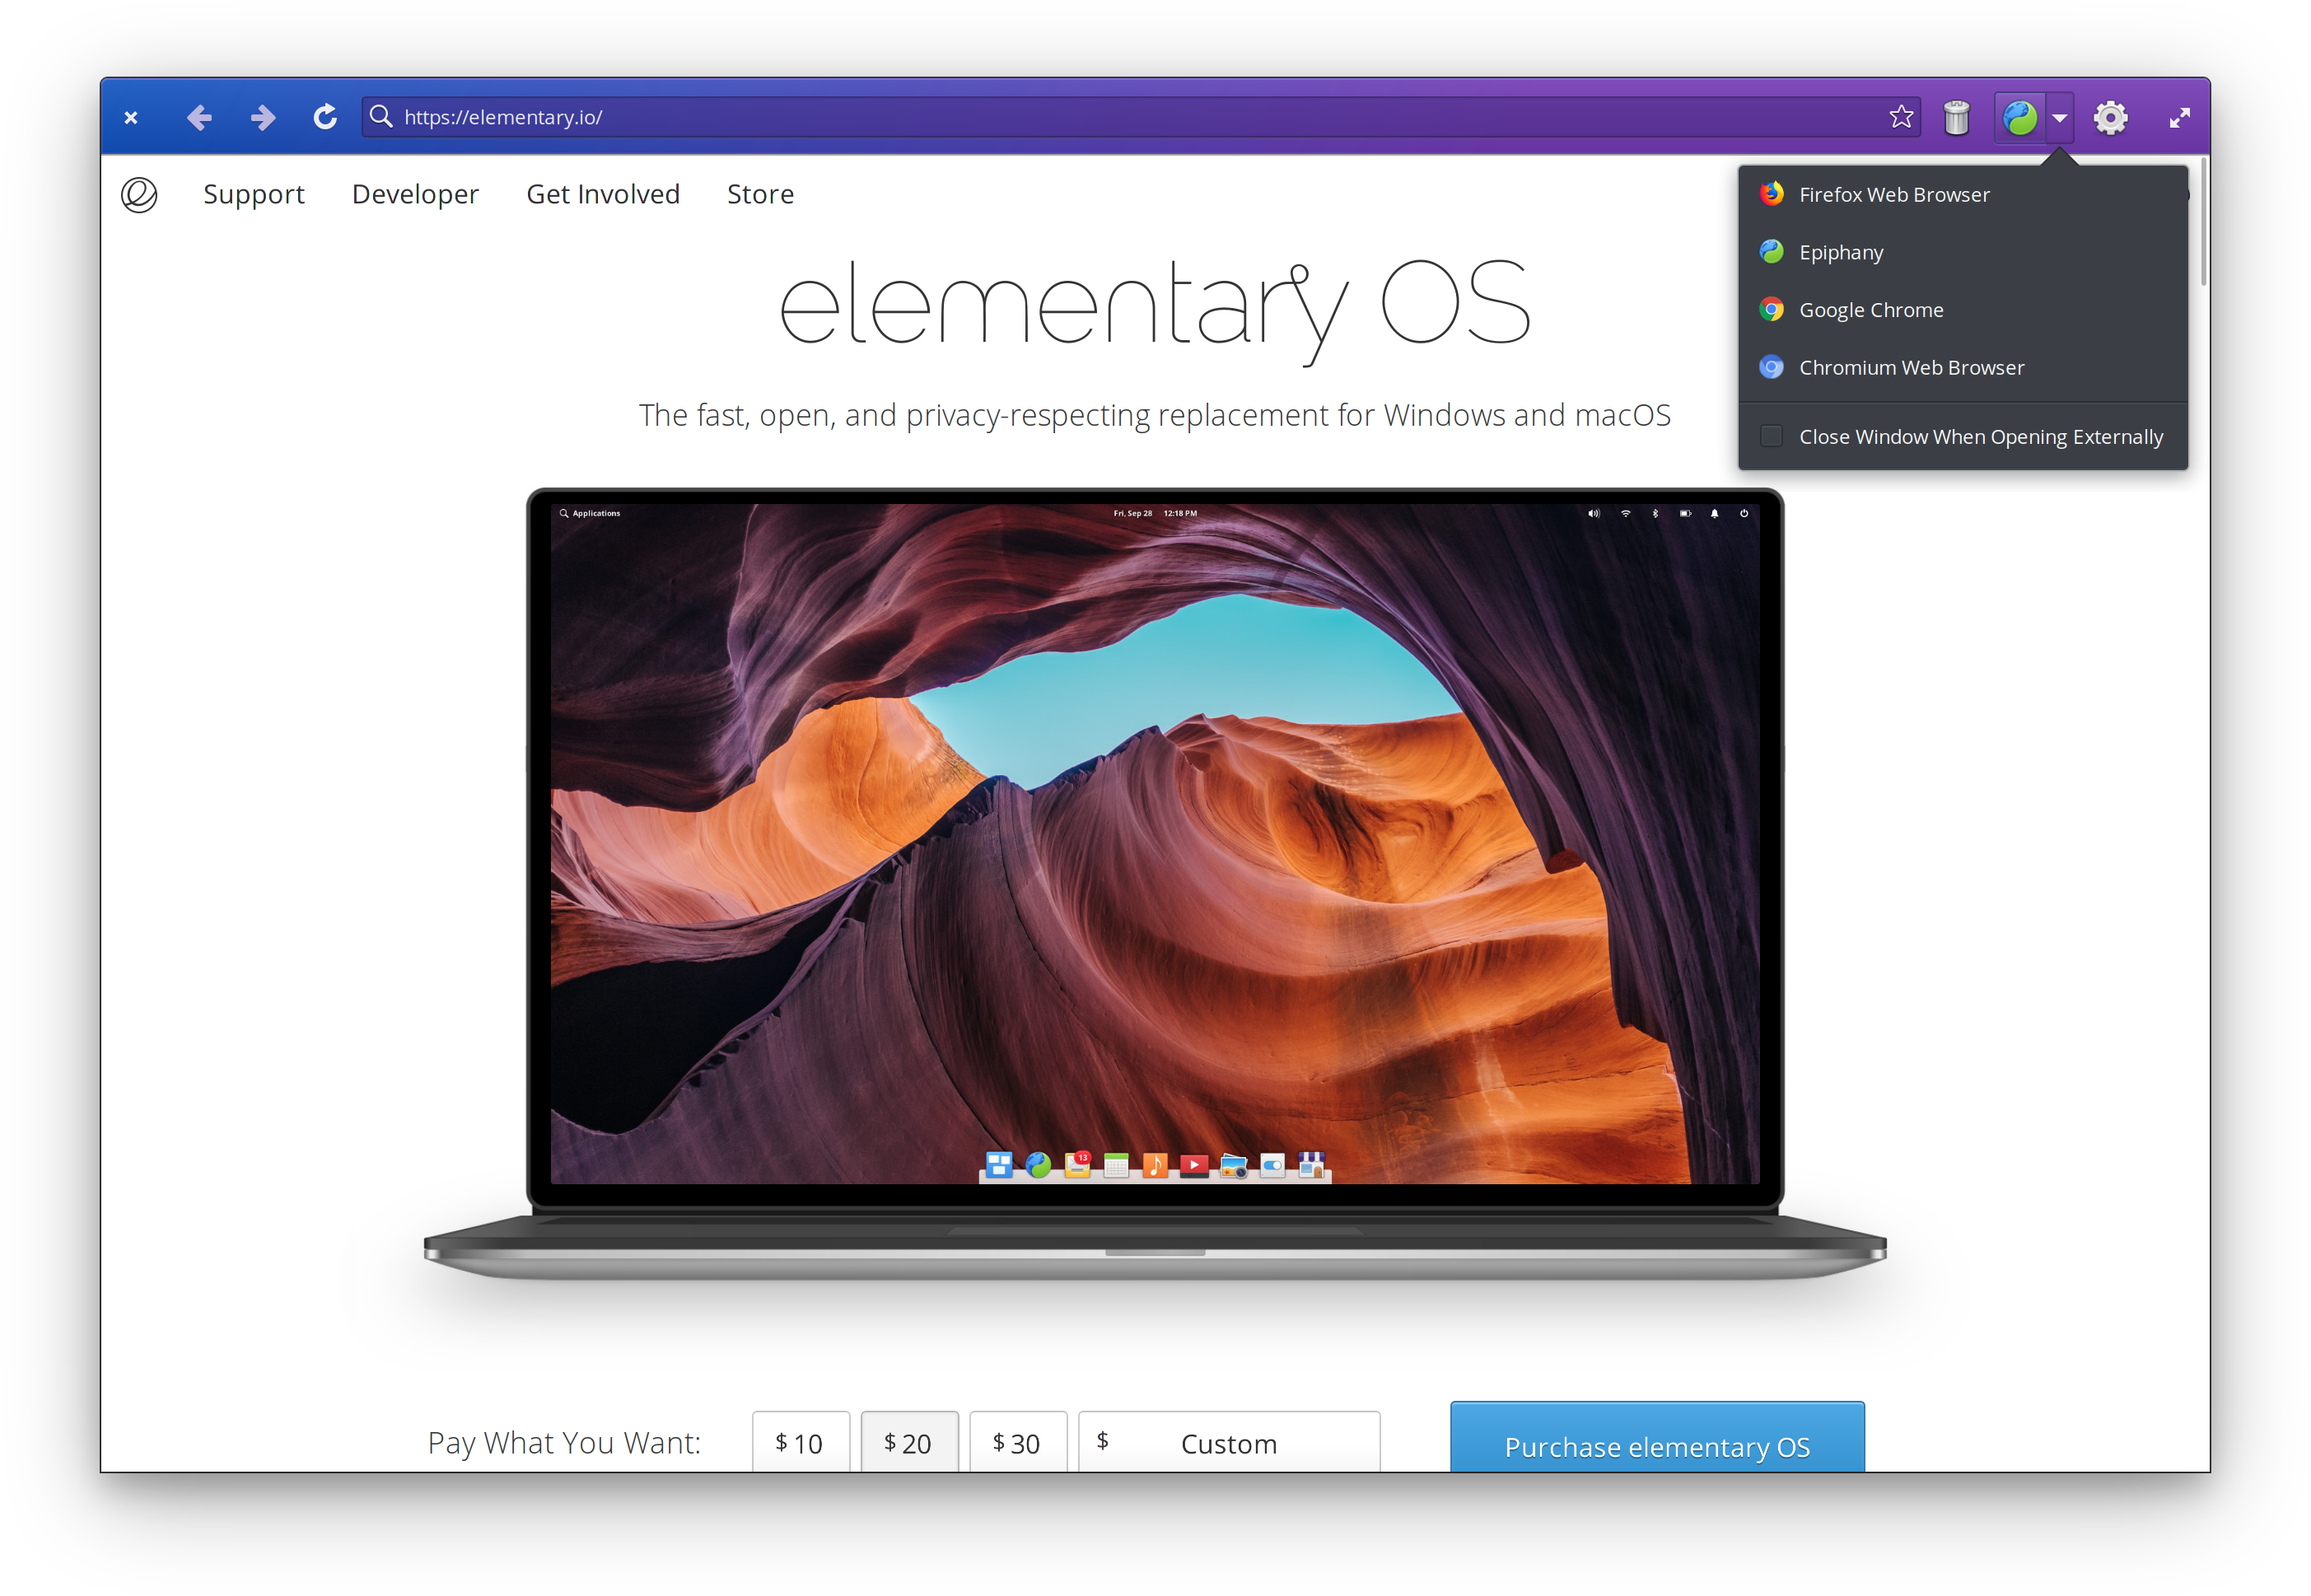 https://elementary.io/
Support Developer Get Involved Store
Firefox Web Browser
Epiphany
Google Chrome
Chromium Web Browser
Close Window When Opening Externally
elementary OS
The fast, open, and privacy-respecting replacement for Windows and macOS
Applications Fri, Sep 28 12:18 PM
13
Pay What You Want: $ 10 $ 20 $ 30 $ Custom Purchase elementary OS